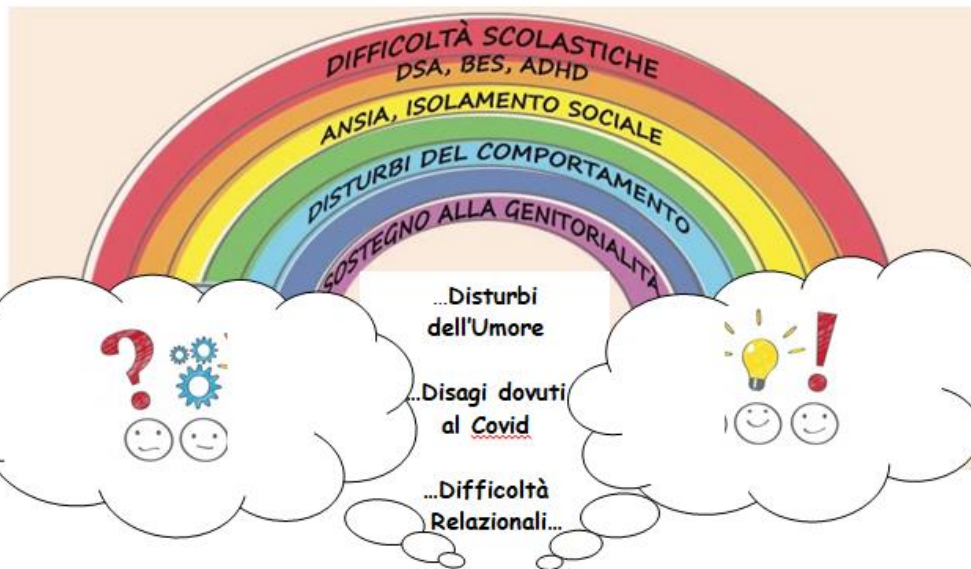 DIFFICOLTÀ SCOLASTICHE
DSA, BES, ADHD
ANSIA, ISOLAMENTO SOCIALE
DISTURBI DEL COMPORTAMENTO
SOSTEGNO ALLA GENITORIALITÀ
...Disturbi
dell'Umore
...Disagi dovuti
al Covid
...Difficoltà
Relazionali...
?
!